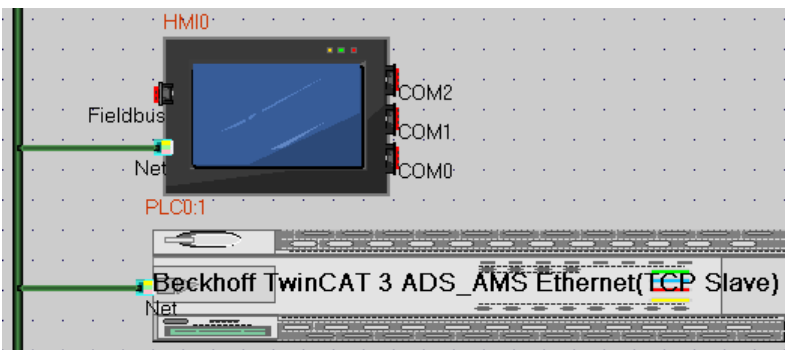 HMI0
COM2
Fieldbus
COM1
Net
COM0
PLC0:1
Beckhoff TwinCAT 3 ADS_AMS Ethernet(TCP Slave)
Net